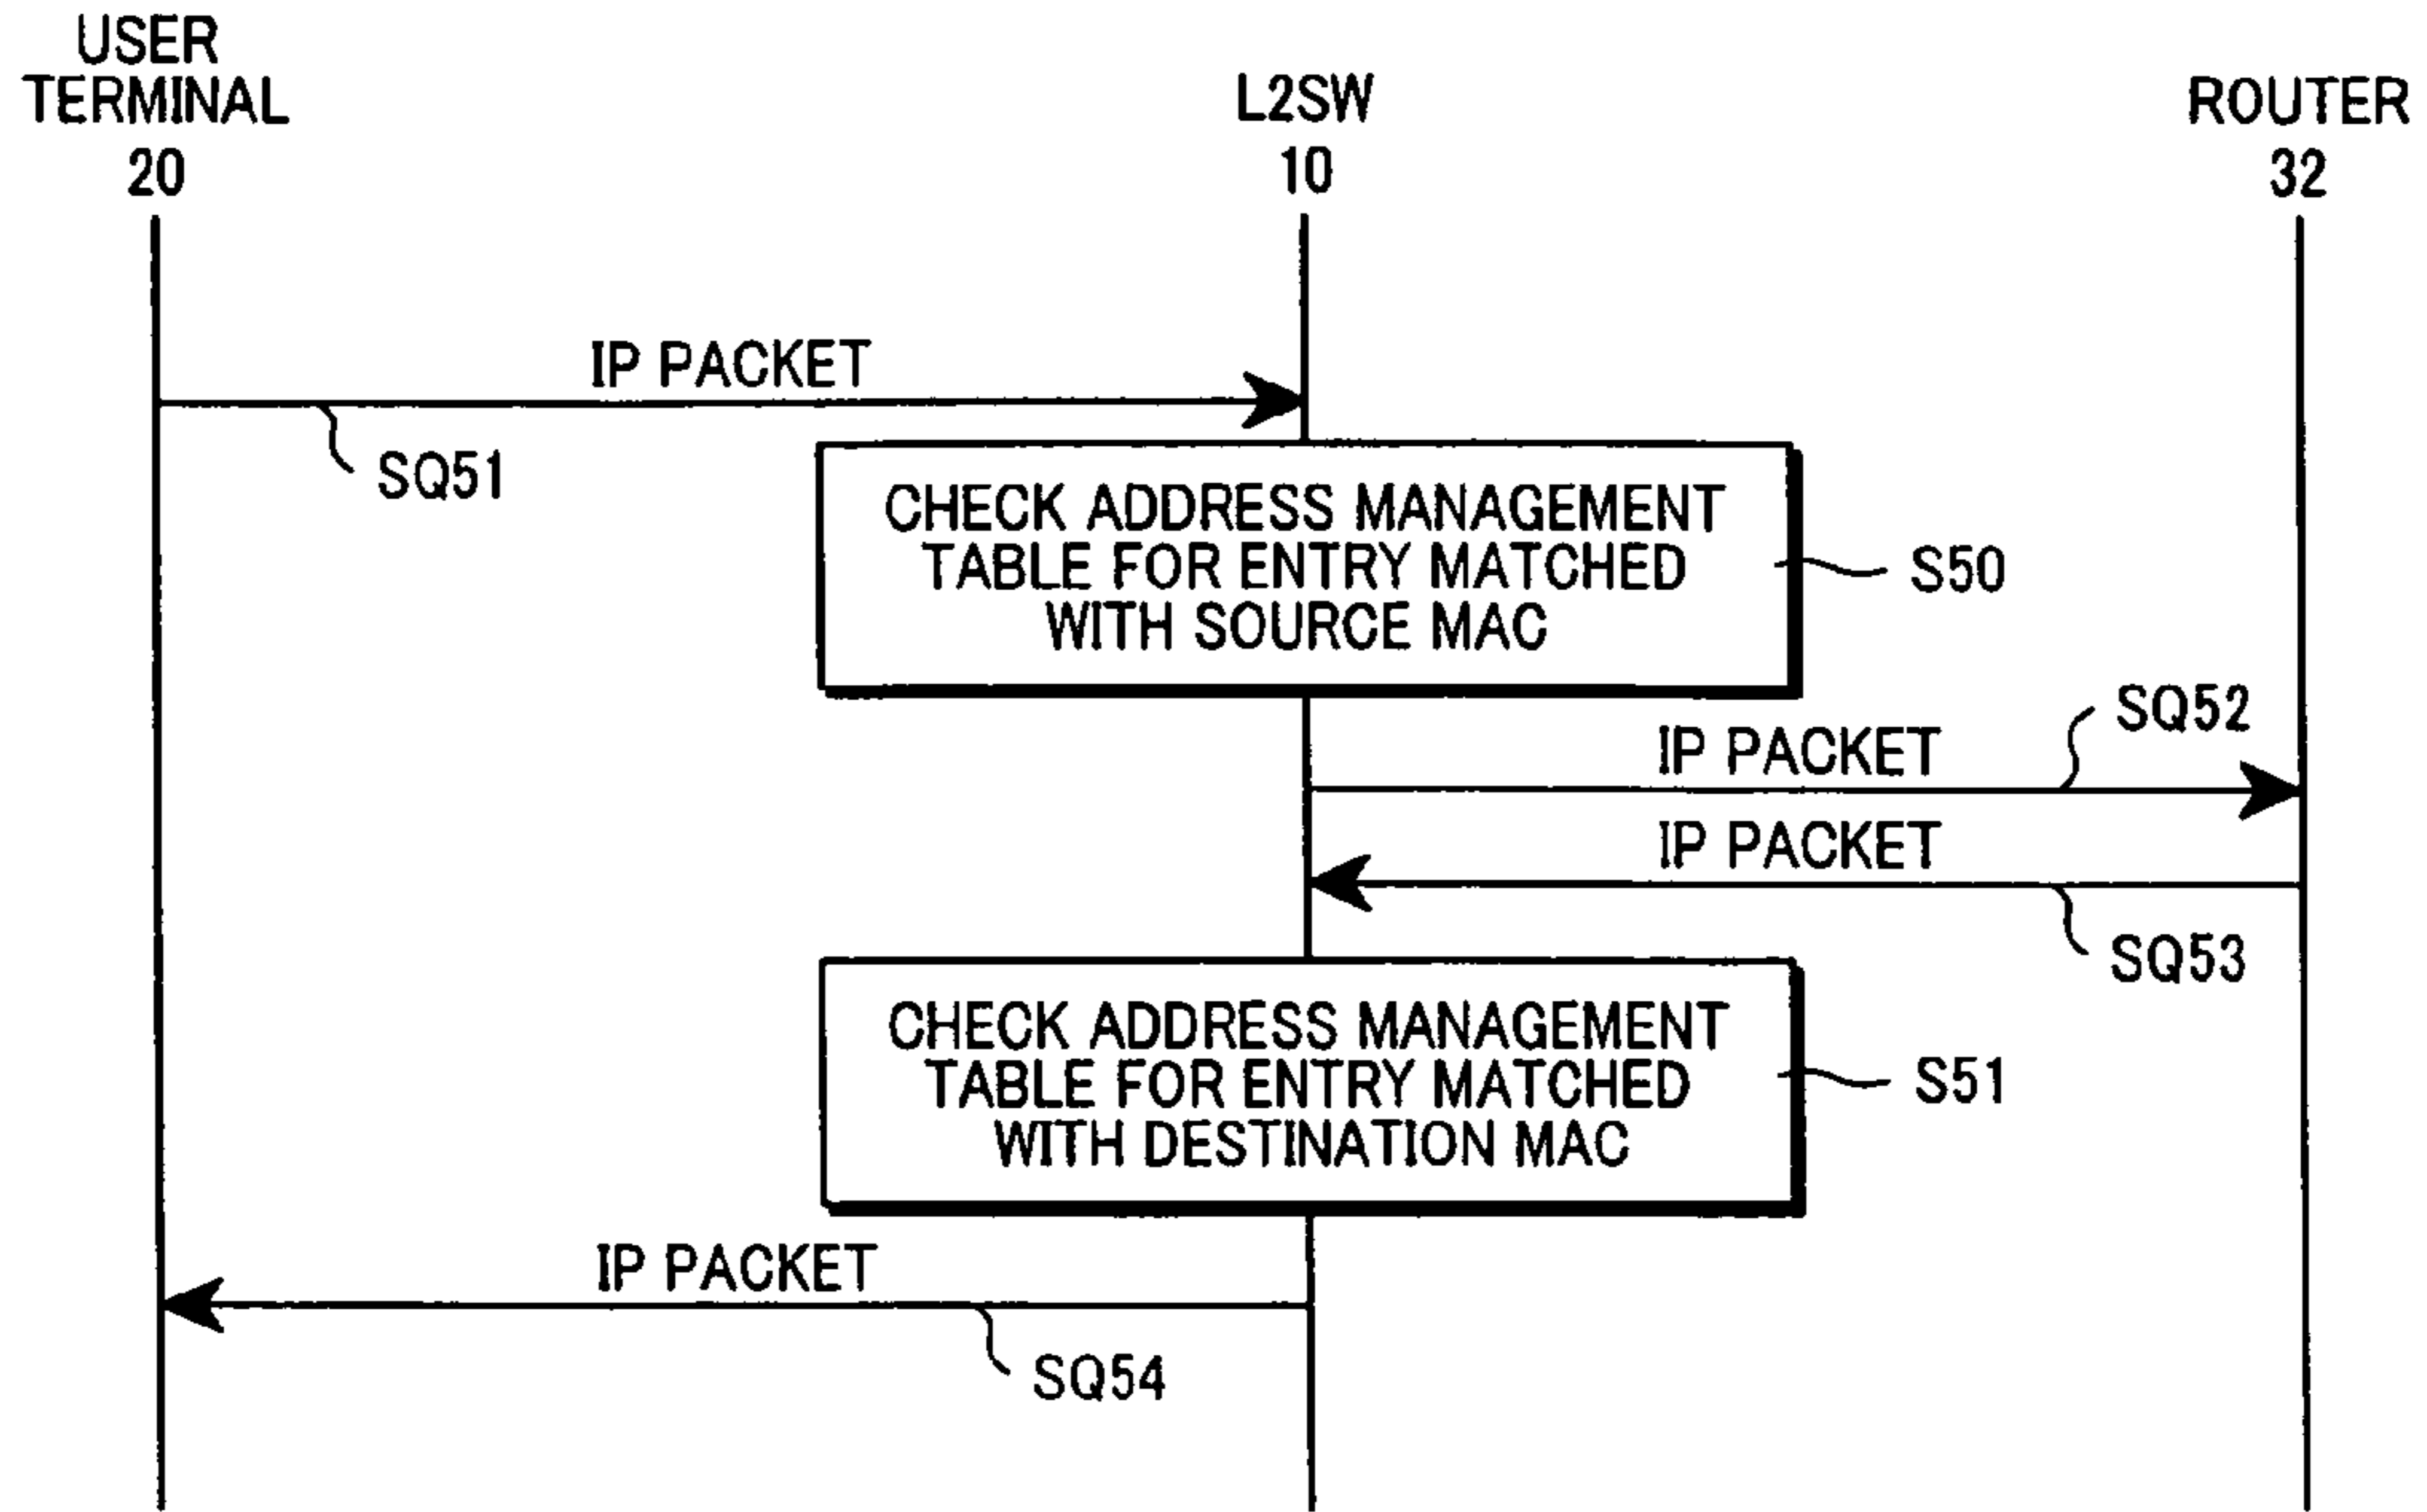 USER
TERMINAL
20
L2SW
10
ROUTER
32
IP PACKET
SQ51
CHECK ADDRESS MANAGEMENT
TABLE FOR ENTRY MATCHED
WITH SOURCE MAC
S50
SQ52
IP PACKET
IP PACKET
SQ53
CHECK ADDRESS MANAGEMENT
TABLE FOR ENTRY MATCHED
WITH DESTINATION MAC
S51
IP PACKET
SQ54